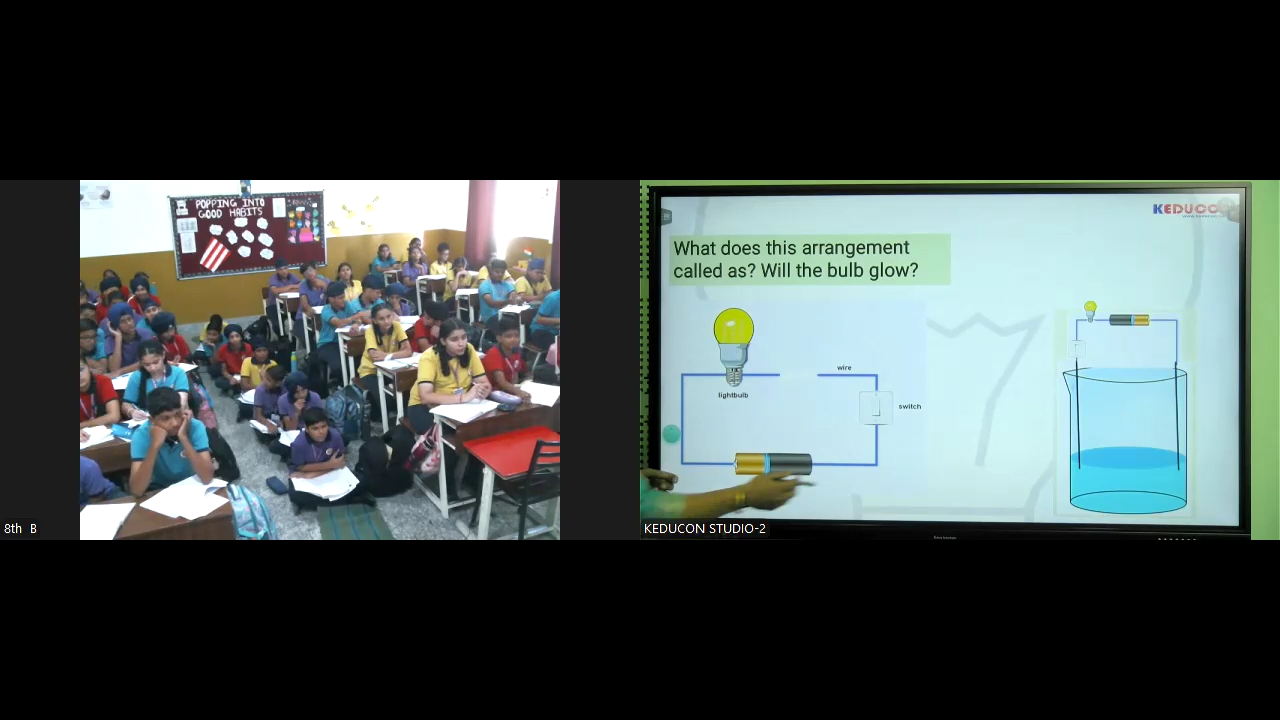 POPPING INTO
GOOD HABITS
8th B
KEDUCON
What does this arrangement
called as? Will the bulb glow?
wire
lightbulb
switch
KEDUCON STUDIO-2